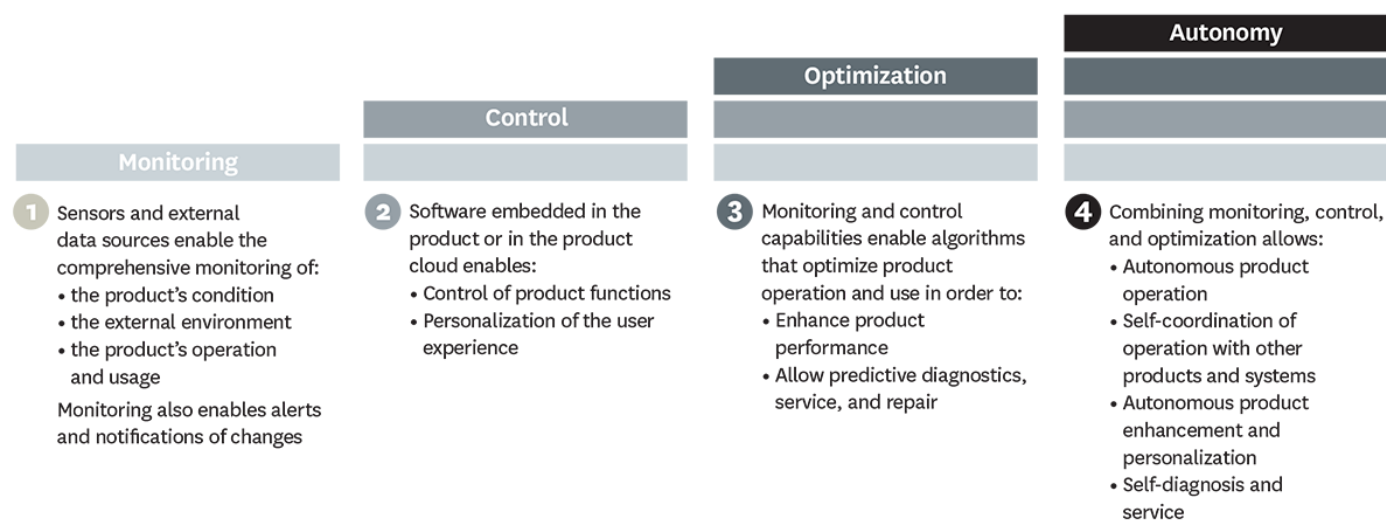 Monitoring
1 Sensors and external
data sources enable the
comprehensive monitoring of:
• the product's condition
• the external environment
• the product's operation
and usage
Monitoring also enables alerts
and notifications of changes
Control
2 Software embedded in the
product or in the product
cloud enables:
• Control of product functions
• Personalization of the user
experience
Optimization
3 Monitoring and control
capabilities enable algorithms
that optimize product
operation and use in order to:
• Enhance product
performance
• Allow predictive diagnostics,
service, and repair
Autonomy
4 Combining monitoring, control,
and optimization allows:
• Autonomous product
operation
• Self-coordination of
operation with other
products and systems
• Autonomous product
enhancement and
personalization
• Self-diagnosis and
service